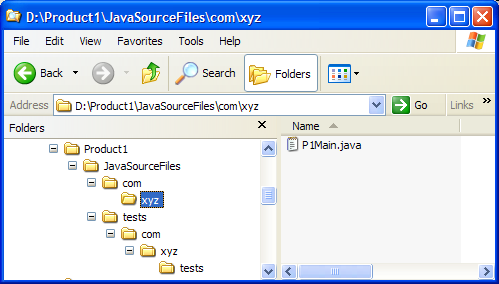 D:\Product1\JavaSourceFiles\com\xyz
File Edit View Favorites Tools Help
Back Search Folders
Address D:\Product1\JavaSourceFiles\com\xyz Go Links »
Folders
Name
Product1
JavaSourceFiles
com
xyz
tests
com
xyz
tests
P1Main.java